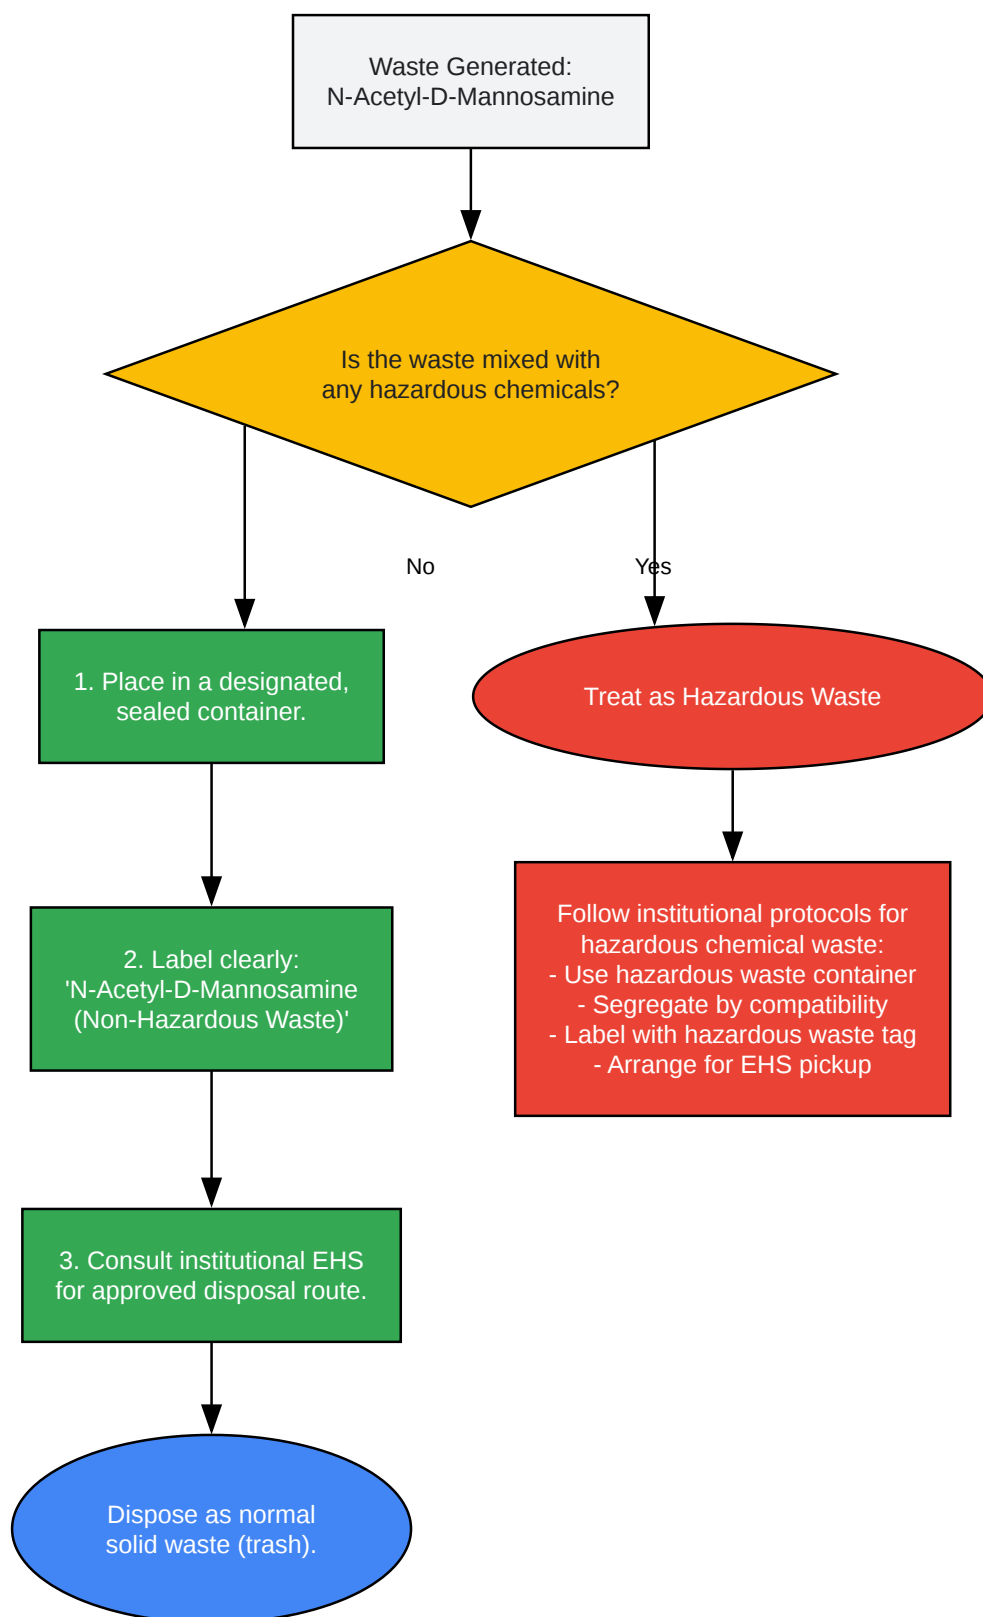 Waste Generated:
N-Acetyl-D-Mannosamine
Is the waste mixed with
any hazardous chemicals?
No
Yes
1. Place in a designated,
sealed container.
Treat as Hazardous Waste
2. Label clearly:
'N-Acetyl-D-Mannosamine
(Non-Hazardous Waste)'
Follow institutional protocols for
hazardous chemical waste:
- Use hazardous waste container
- Segregate by compatibility
- Label with hazardous waste tag
- Arrange for EHS pickup
3. Consult institutional EHS
for approved disposal route.
Dispose as normal
solid waste (trash).